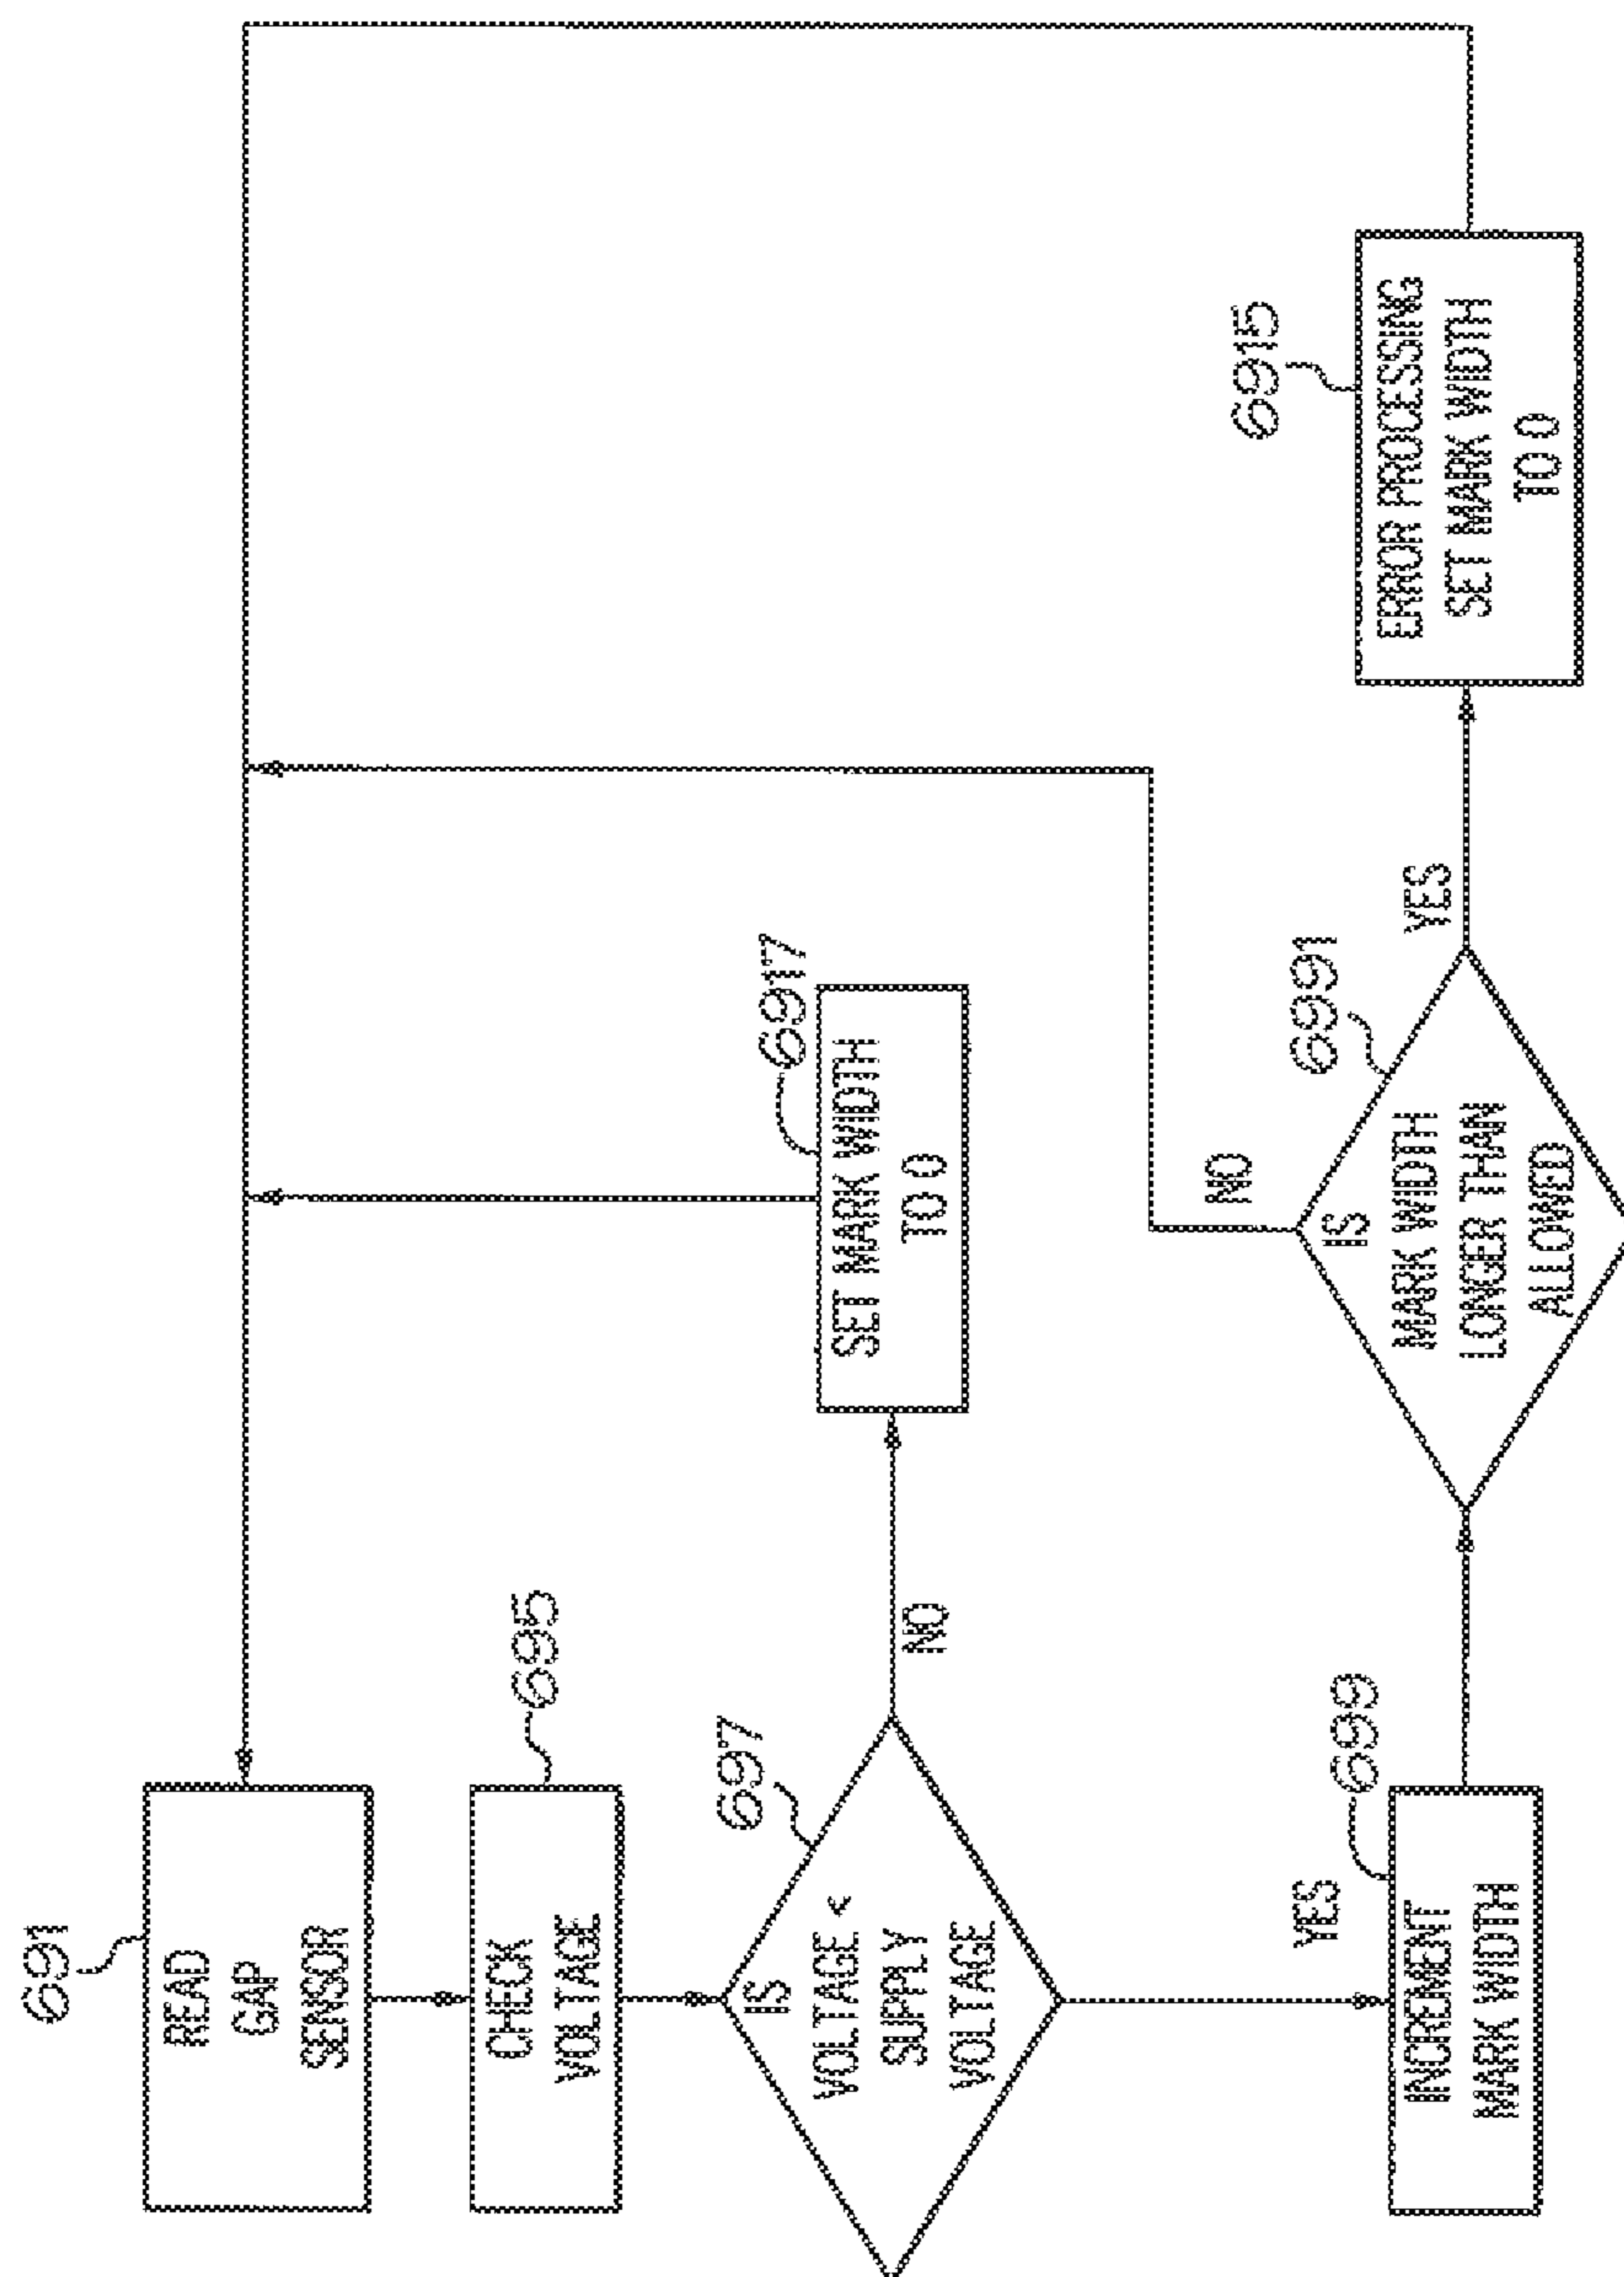 691
READ
GAP
SENSOR
695
CHECK
VOLTAGE
697
IS
VOLTAGE <
SUPPLY
VOLTAGE
NO
6917
SET MARK WIDTH
TO 0
YES
699
INCREMENT
MARK WIDTH
6991
IS
MARK WIDTH
LONGER THAN
ALLOWED
NO
YES
6915
ERROR PROCESSING
SET MARK WIDTH
TO 0